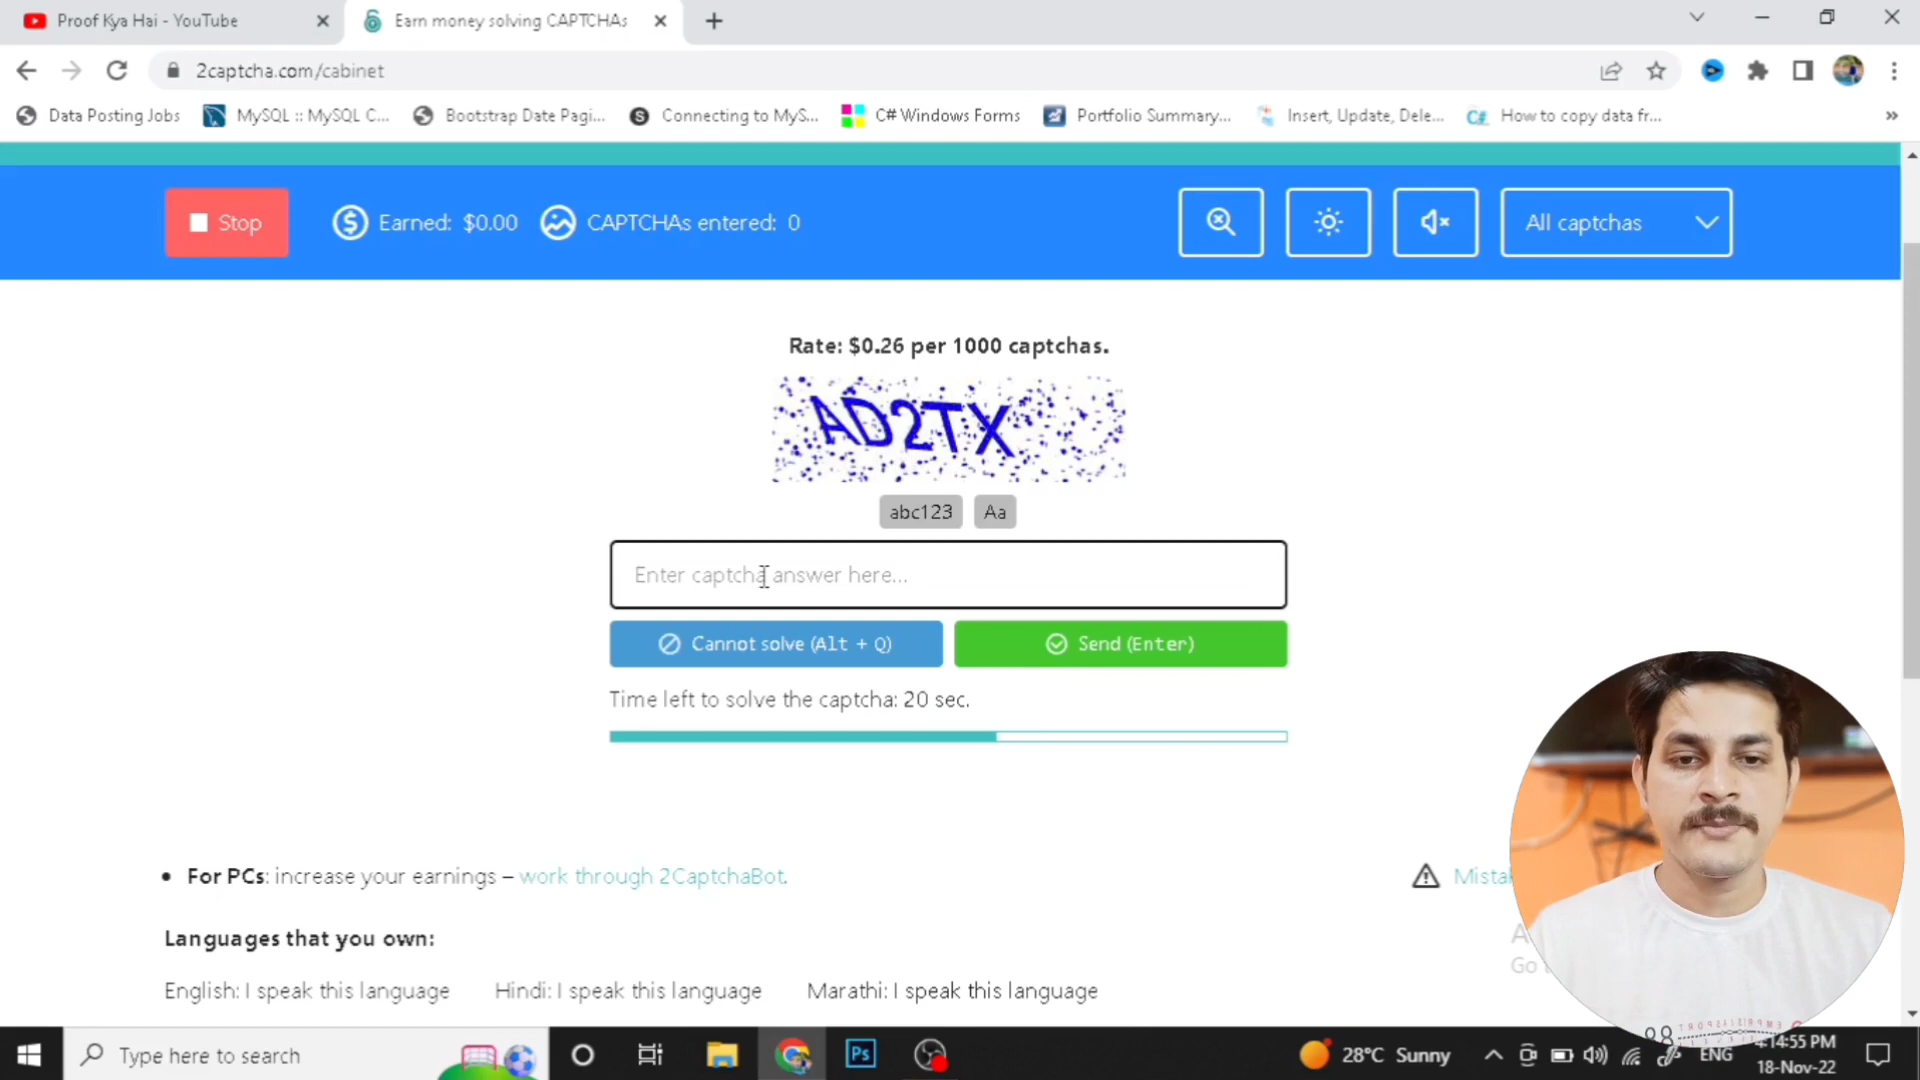 Proof Kya Hai - YouTube
Earn money solving CAPTCHAs
2captcha.com/cabinet
Data Posting Jobs
MySQL :: MySQL C...
Bootstrap Date Pagi...
Connecting to MyS...
C# Windows Forms
Portfolio Summary...
Insert, Update, Dele...
How to copy data fr...
Stop
Earned: $0.00
CAPTCHAs entered: 0
All captchas
Rate: $0.26 per 1000 captchas.
AD2TX
abc123
Aa
Enter captcha answer here...
Cannot solve (Alt + Q)
Send (Enter)
Time left to solve the captcha: 20 sec.
For PCs: increase your earnings – work through 2CaptchaBot.
Languages that you own:
English: I speak this language
Hindi: I speak this language
Marathi: I speak this language
Type here to search
Ps
28°C Sunny
ENG
4:14:55 PM
18-Nov-22